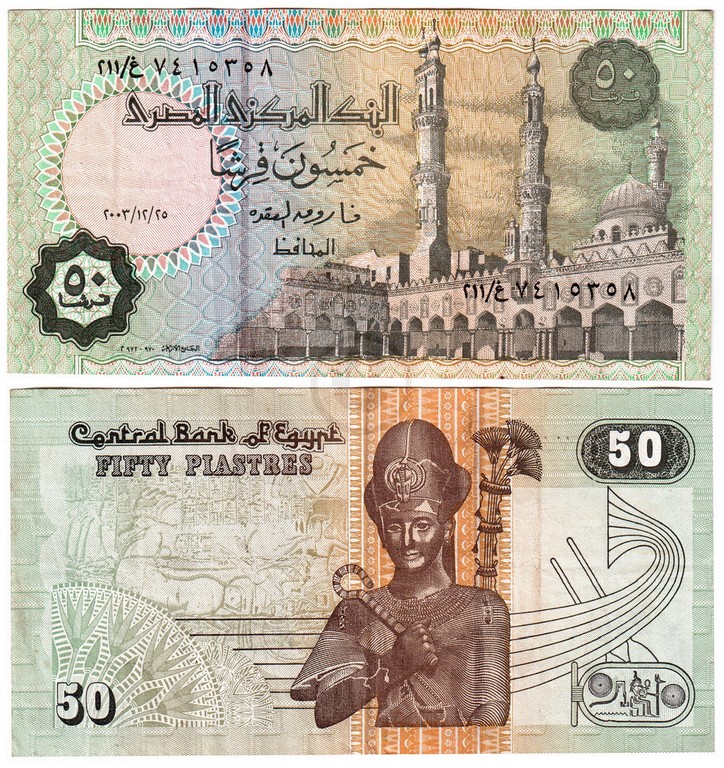 ٢١١/غ ٧٤١٥٣٥٨
٥٠
قرشا
البنك المركزى المصرى
خمسون قرشًا
فاروق العقدة
المحافظ
٢٠٠٣/١٢/٢٥
٥٠
قرشا
٢١١/غ ٧٤١٥٣٥٨
Central Bank of Egypt
FIFTY PIASTRES
50
50